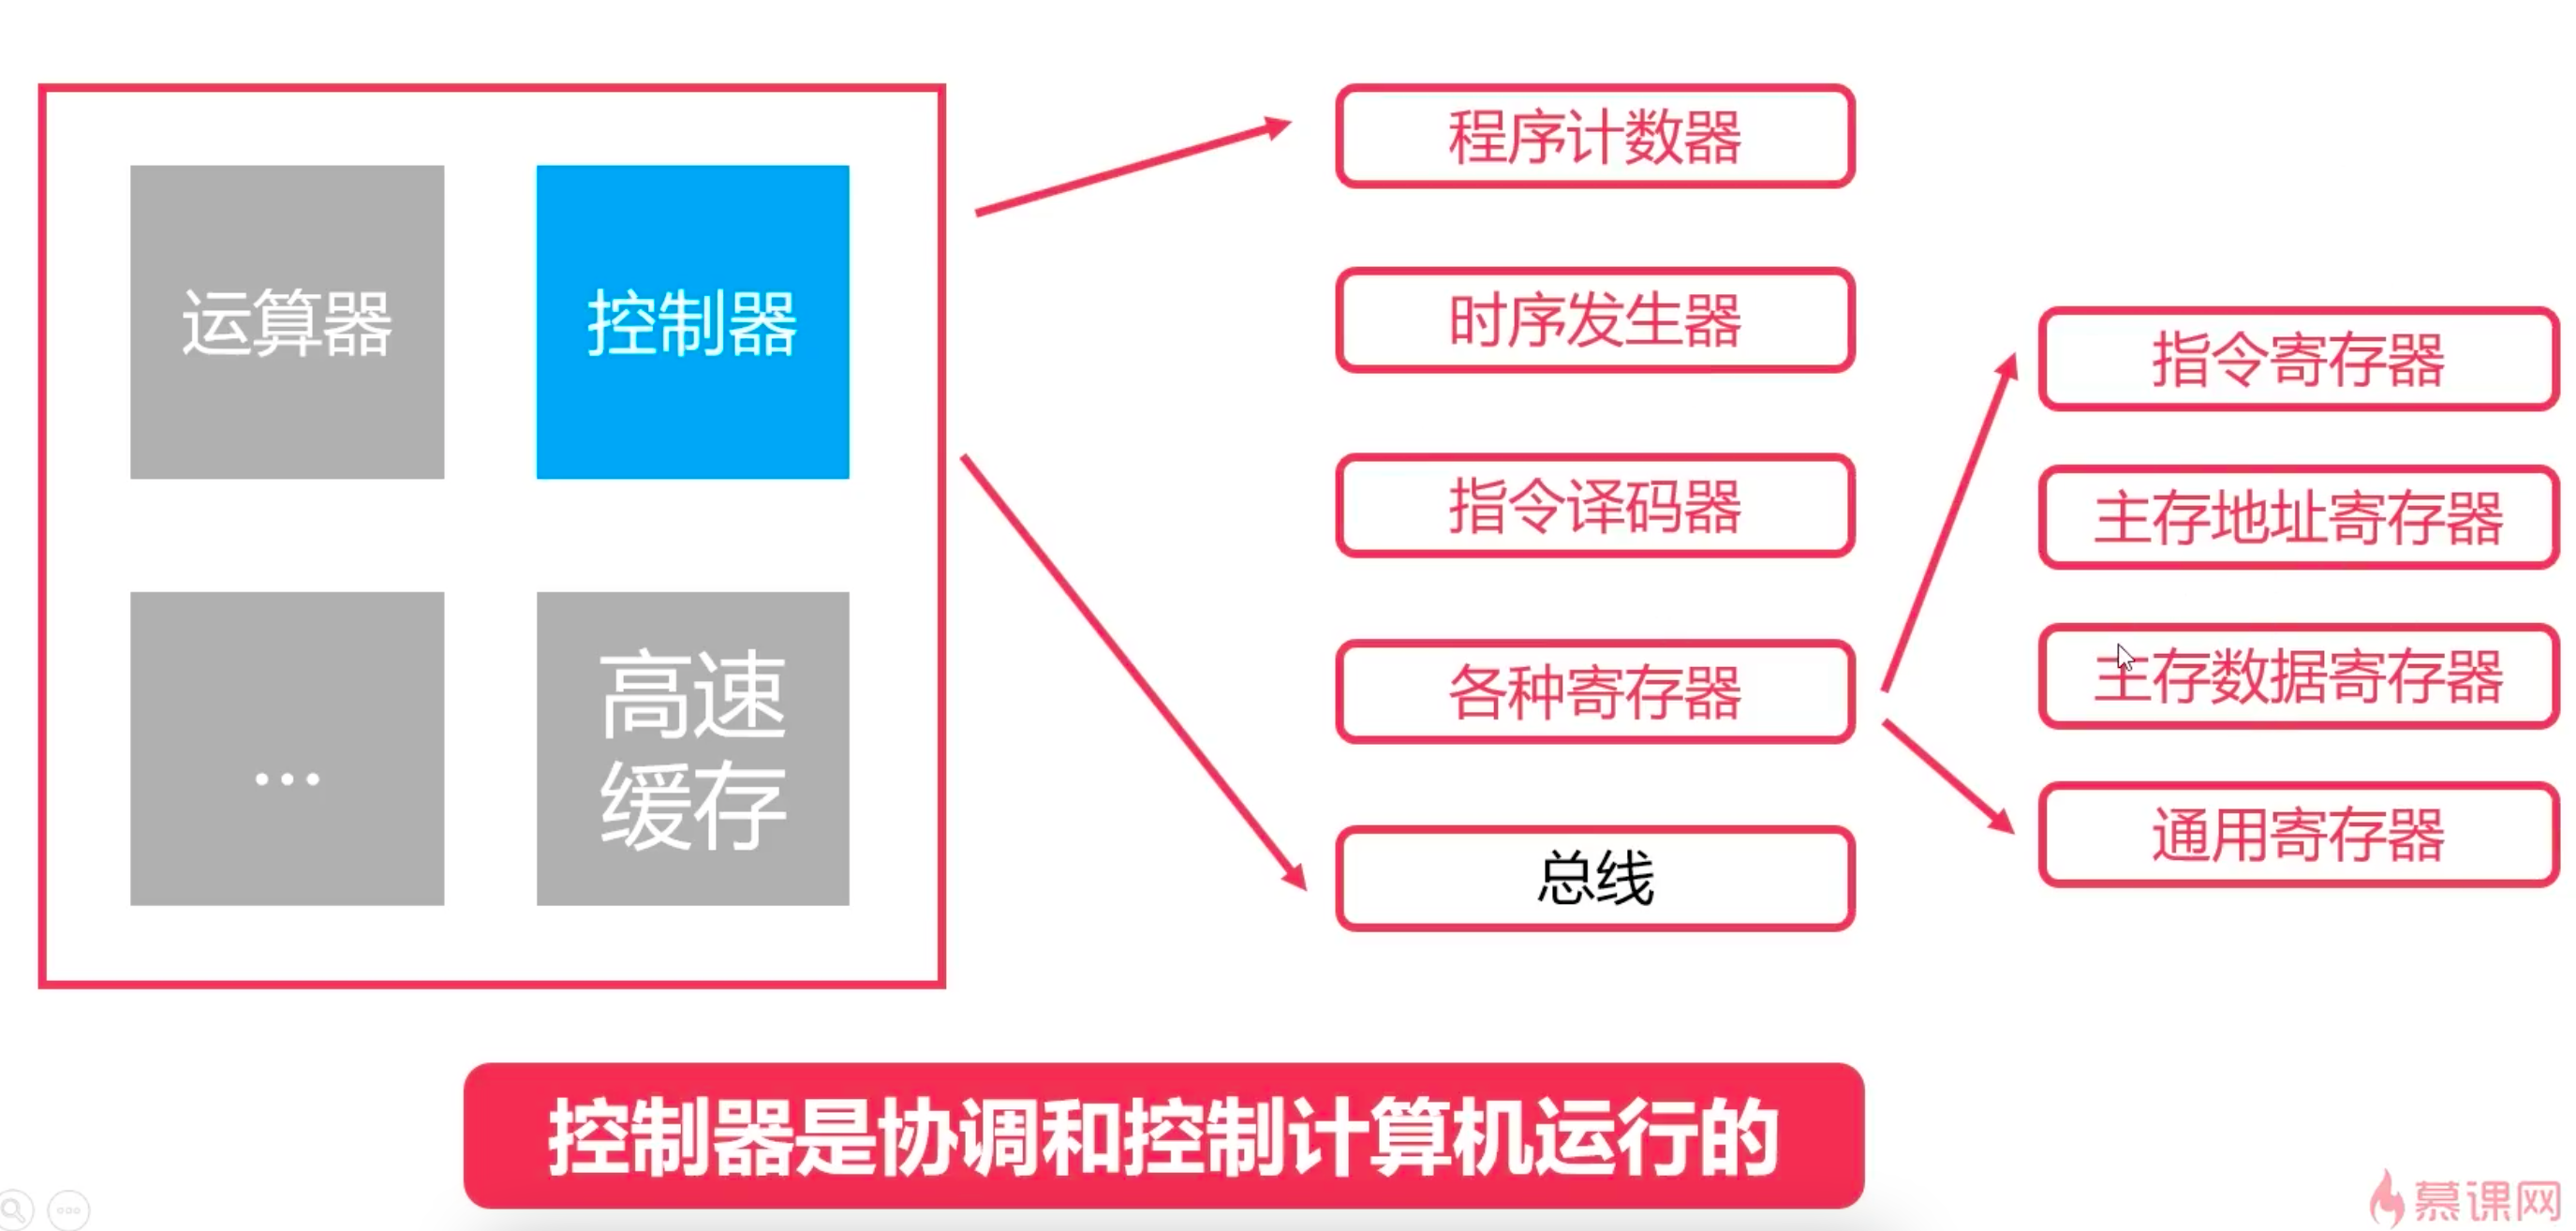 运算器
控制器
...
高速
缓存
程序计数器
时序发生器
指令译码器
各种寄存器
总线
指令寄存器
主存地址寄存器
主存数据寄存器
通用寄存器
控制器是协调和控制计算机运行的
慕课网